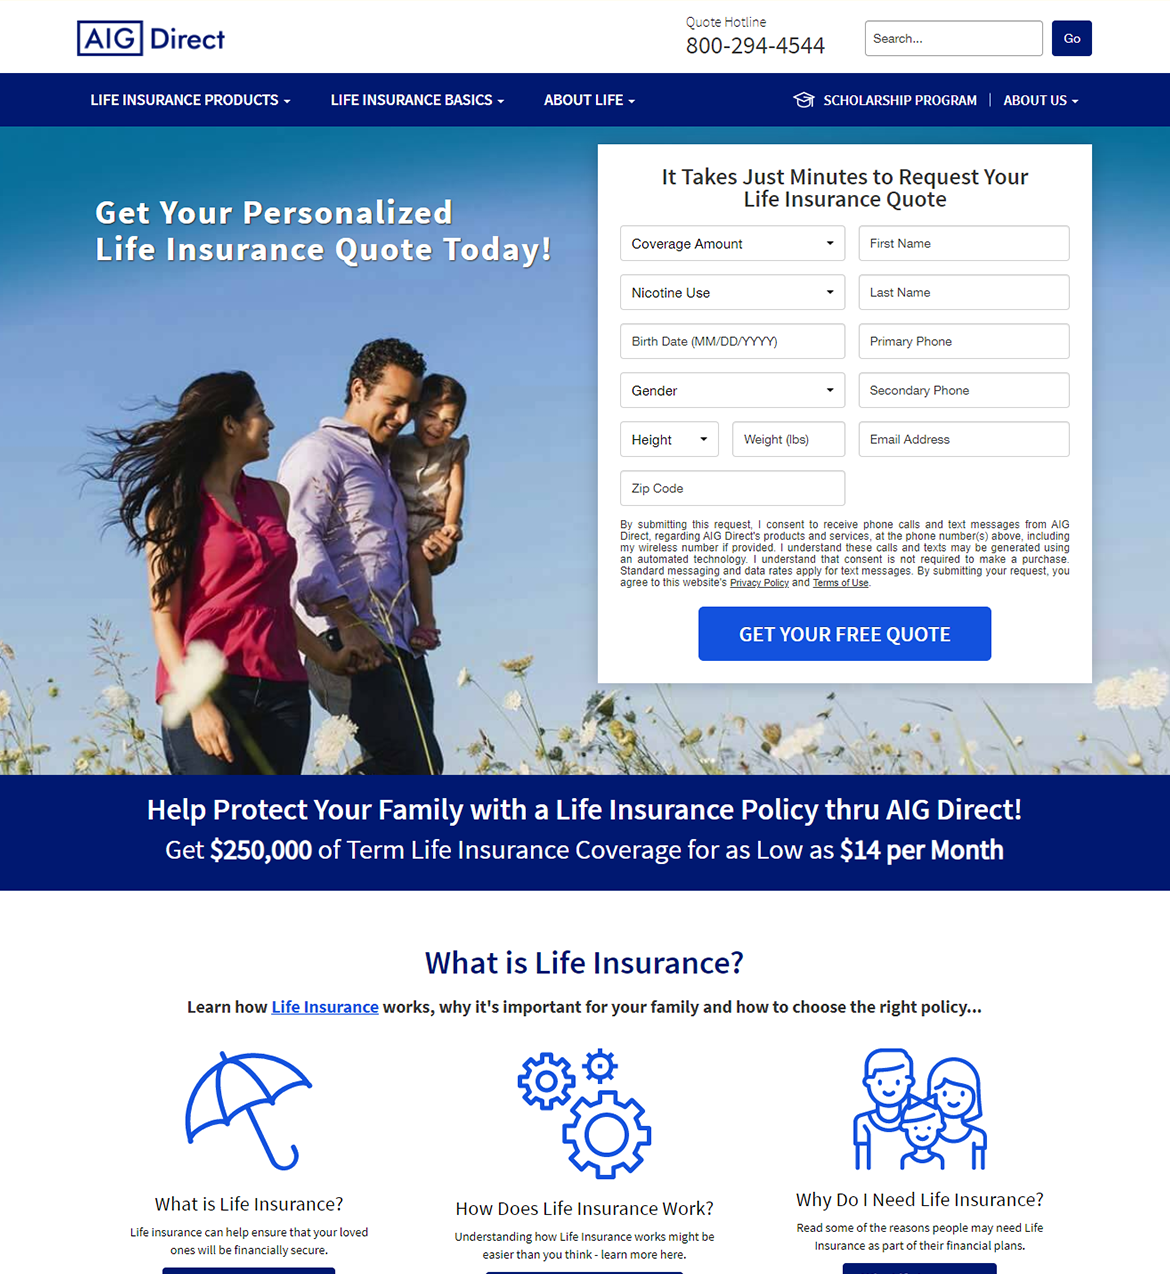 AIG Direct
Quote Hotline
800-294-4544
Search...
Go
LIFE INSURANCE PRODUCTS
LIFE INSURANCE BASICS
ABOUT LIFE
SCHOLARSHIP PROGRAM
ABOUT US
Get Your Personalized
Life Insurance Quote Today!
It Takes Just Minutes to Request Your
Life Insurance Quote
Coverage Amount
First Name
Nicotine Use
Last Name
Birth Date (MM/DD/YYYY)
Primary Phone
Gender
Secondary Phone
Height
Weight (lbs)
Email Address
Zip Code
By submitting this request, I consent to receive phone calls and text messages from AIG
Direct, regarding AIG Direct's products and services, at the phone number(s) above, including
my wireless number if provided. I understand these calls and texts may be generated using
an automated technology. I understand that consent is not required to make a purchase.
Standard messaging and data rates apply for text messages. By submitting your request, you
agree to this website's Privacy Policy and Terms of Use.
GET YOUR FREE QUOTE
Help Protect Your Family with a Life Insurance Policy thru AIG Direct!
Get $250,000 of Term Life Insurance Coverage for as Low as $14 per Month
What is Life Insurance?
Learn how Life Insurance works, why it's important for your family and how to choose the right policy...
What is Life Insurance?
Life insurance can help ensure that your loved
ones will be financially secure.
How Does Life Insurance Work?
Understanding how Life Insurance works might be
easier than you think - learn more here.
Why Do I Need Life Insurance?
Read some of the reasons people may need Life
Insurance as part of their financial plans.